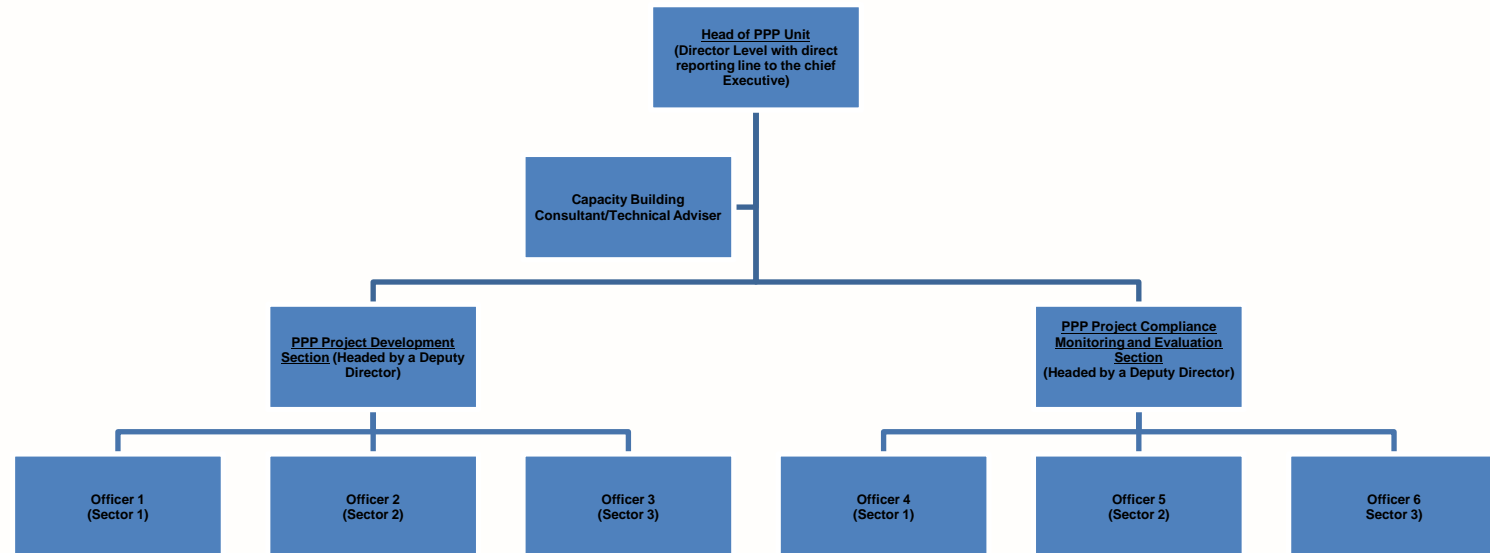 Head of PPP Unit
(Director Level with direct
reporting line to the chief
Executive)
Capacity Building
Consultant/Technical Adviser
PPP Project Development
Section (Headed by a Deputy
Director)
PPP Project Compliance
Monitoring and Evaluation
Section
(Headed by a Deputy Director)
Officer 1
(Sector 1)
Officer 2
(Sector 2)
Officer 3
(Sector 3)
Officer 4
(Sector 1)
Officer 5
(Sector 2)
Officer 6
Sector 3)